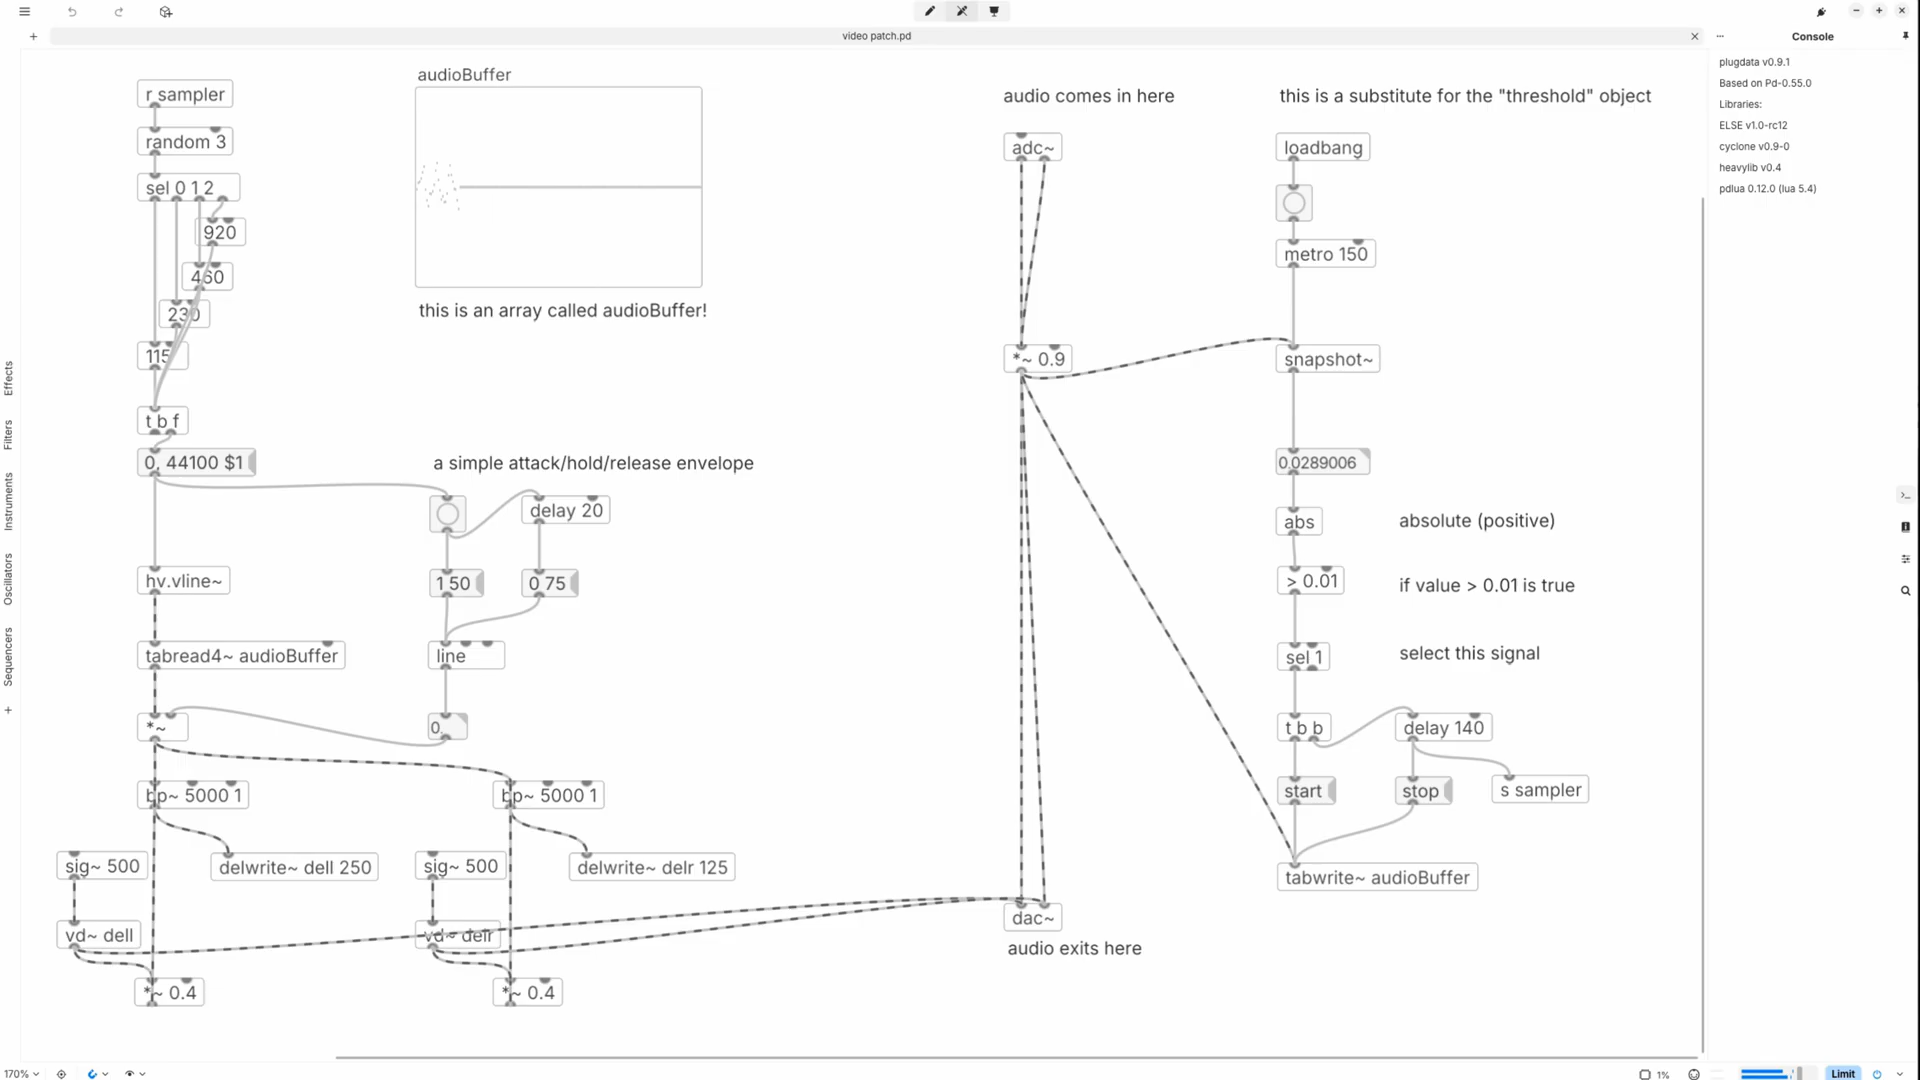 video patch.pd
Console
plugdata v0.9.1
Based on Pd-0.55.0
Libraries:
ELSE v1.0-rc12
cyclone v0.9-0
heavylib v0.4
pdlua 0.12.0 (lua 5.4)
Effects
Filters
Instruments
Oscillators
Sequencers
r sampler
random 3
sel 0 1 2
920
460
230
115
t b f
0, 44100 $1
hv.vline~
tabread4~ audioBuffer
*~
bp~ 5000 1
sig~ 500
delwrite~ dell 250
vd~ dell
*~ 0.4
audioBuffer
this is an array called audioBuffer!
a simple attack/hold/release envelope
delay 20
1 50
0 75
line
0.
bp~ 5000 1
sig~ 500
delwrite~ delr 125
vd~ delr
*~ 0.4
audio comes in here
adc~
*~ 0.9
dac~
audio exits here
this is a substitute for the "threshold" object
loadbang
metro 150
snapshot~
0.0289006
abs
absolute (positive)
> 0.01
if value > 0.01 is true
sel 1
select this signal
t b b
delay 140
start
stop
s sampler
tabwrite~ audioBuffer
170%
1%
Limit